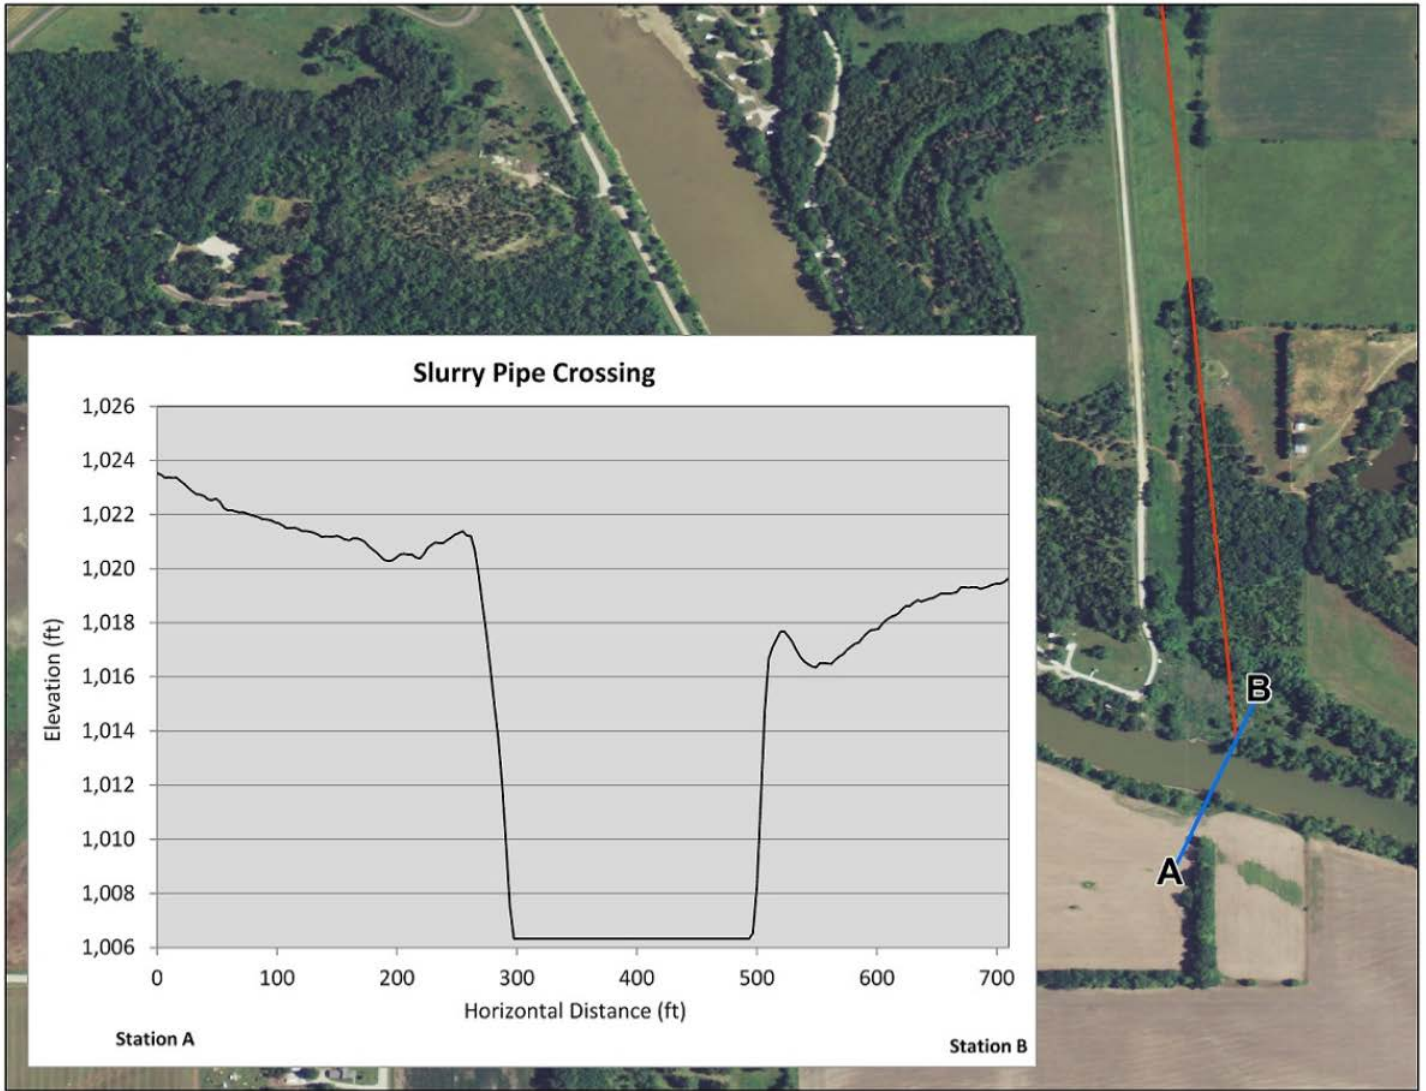 Slurry Pipe Crossing
1,026
1,024
1,022
1,020
1,018
1,016
1,014
1,012
1,010
1,008
1,006
Elevation (ft)
0 100 200 300 400 500 600 700
Horizontal Distance (ft)
Station A
Station B
B
A